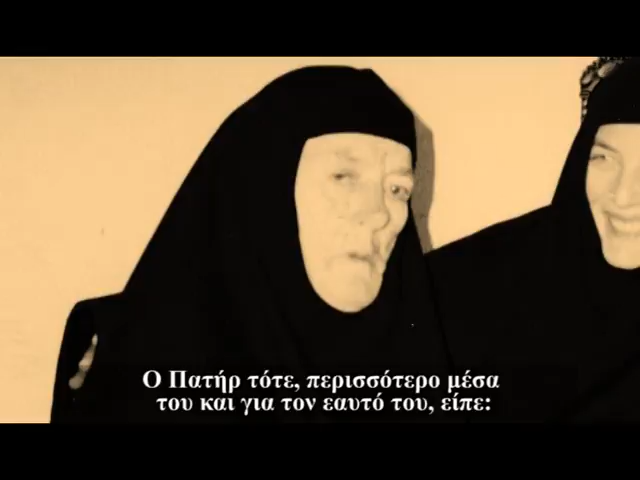 Ο Πατήρ τότε, περισσότερο μέσα
του και για τον εαυτό του, είπε: